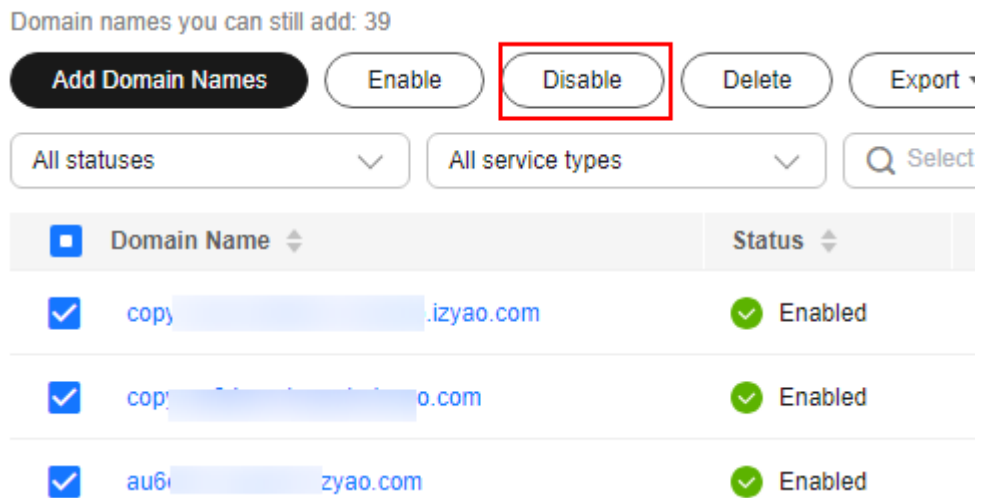 Domain names you can still add: 39
Add Domain Names Enable Disable Delete Export
All statuses All service types Select
Domain Name Status
copy .izyao.com Enabled
cop o.com Enabled
au6 zyao.com Enabled